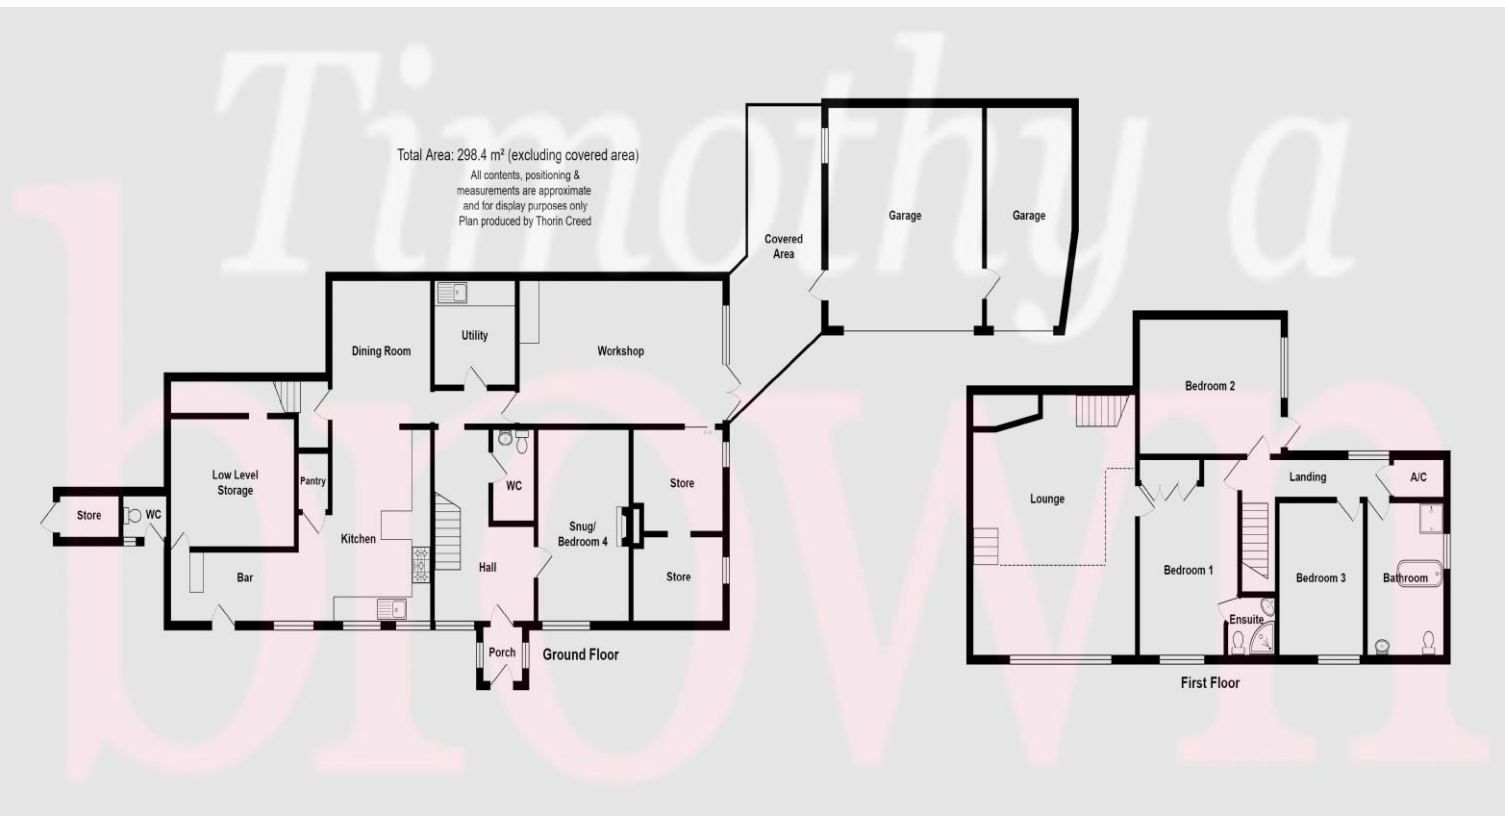 Timothy a
brown
Total Area: 298.4 m² (excluding covered area)
All contents, positioning &
measurements are approximate
and for display purposes only
Plan produced by Thorin Creed
Garage
Garage
Covered
Area
Utility
Dining Room
Workshop
Low Level
Storage
Pantry
Store
WC
Bar
Kitchen
WC
Hall
Snug/
Bedroom 4
Store
Store
Porch
Ground Floor
Bedroom 2
Lounge
Landing
A/C
Bedroom 1
Bedroom 3
Bathroom
Ensuite
First Floor